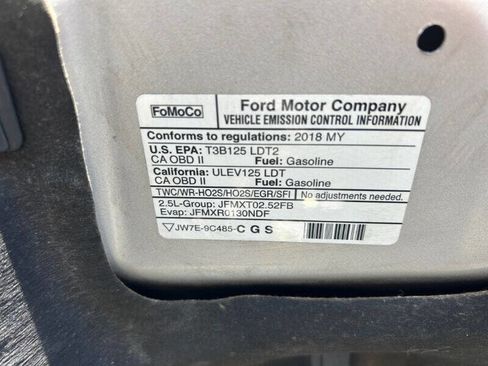 FoMoCo
Ford Motor Company
VEHICLE EMISSION CONTROL INFORMATION
Conforms to regulations: 2018 MY
U.S. EPA: T3B125 LDT2
CA OBD II Fuel: Gasoline
California: ULEV125 LDT
CA OBD II Fuel: Gasoline
TWC/WR-HO2S/HO2S/EGR/SFI No adjustments needed.
2.5L-Group: JFMXT02.52FB
Evap: JFMXR0130NDF
JW7E-9C485-C G S